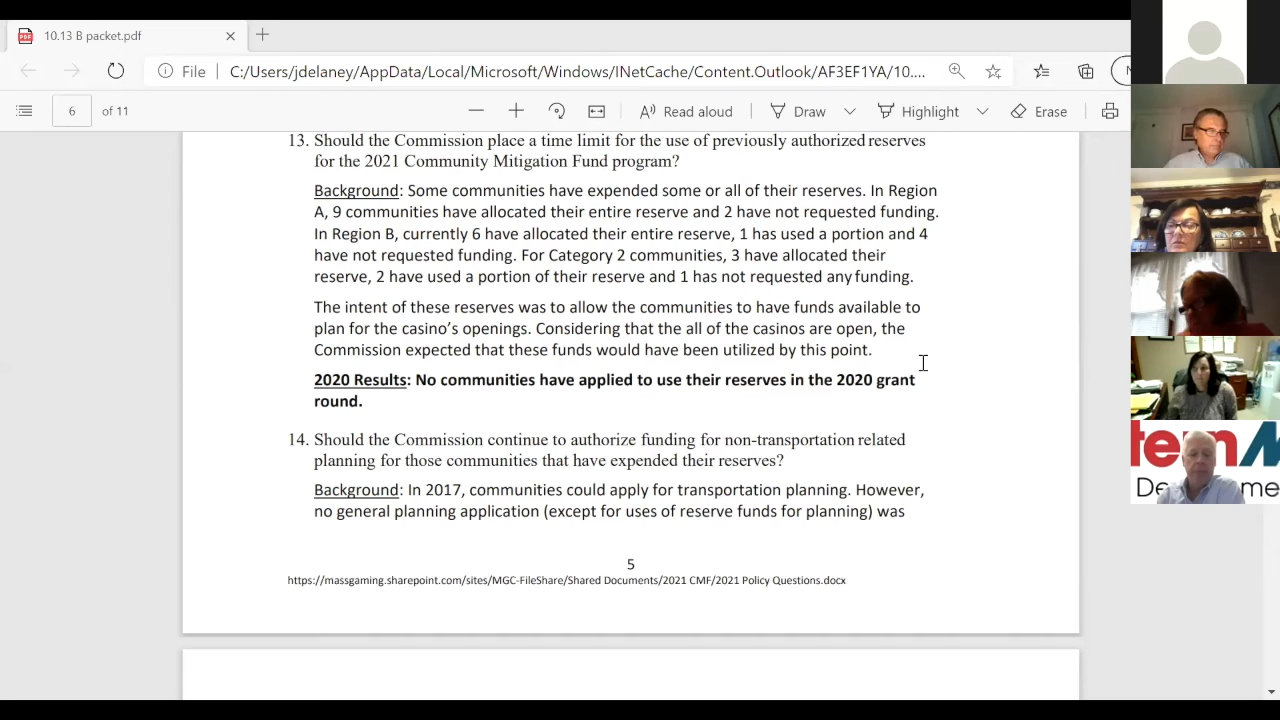 10.13 B packet.pdf
File
C:/Users/jdelaney/AppData/Local/Microsoft/Windows/INetCache/Content.Outlook/AF3EF1YA/10....
6
of 11
Read aloud
Draw
Highlight
Erase
13. Should the Commission place a time limit for the use of previously authorized reserves
for the 2021 Community Mitigation Fund program?
Background: Some communities have expended some or all of their reserves. In Region
A, 9 communities have allocated their entire reserve and 2 have not requested funding.
In Region B, currently 6 have allocated their entire reserve, 1 has used a portion and 4
have not requested funding. For Category 2 communities, 3 have allocated their
reserve, 2 have used a portion of their reserve and 1 has not requested any funding.
The intent of these reserves was to allow the communities to have funds available to
plan for the casino's openings. Considering that the all of the casinos are open, the
Commission expected that these funds would have been utilized by this point.
2020 Results: No communities have applied to use their reserves in the 2020 grant
round.
14. Should the Commission continue to authorize funding for non-transportation related
planning for those communities that have expended their reserves?
Background: In 2017, communities could apply for transportation planning. However,
no general planning application (except for uses of reserve funds for planning) was
5
https://massgaming.sharepoint.com/sites/MGC-FileShare/Shared Documents/2021 CMF/2021 Policy Questions.docx